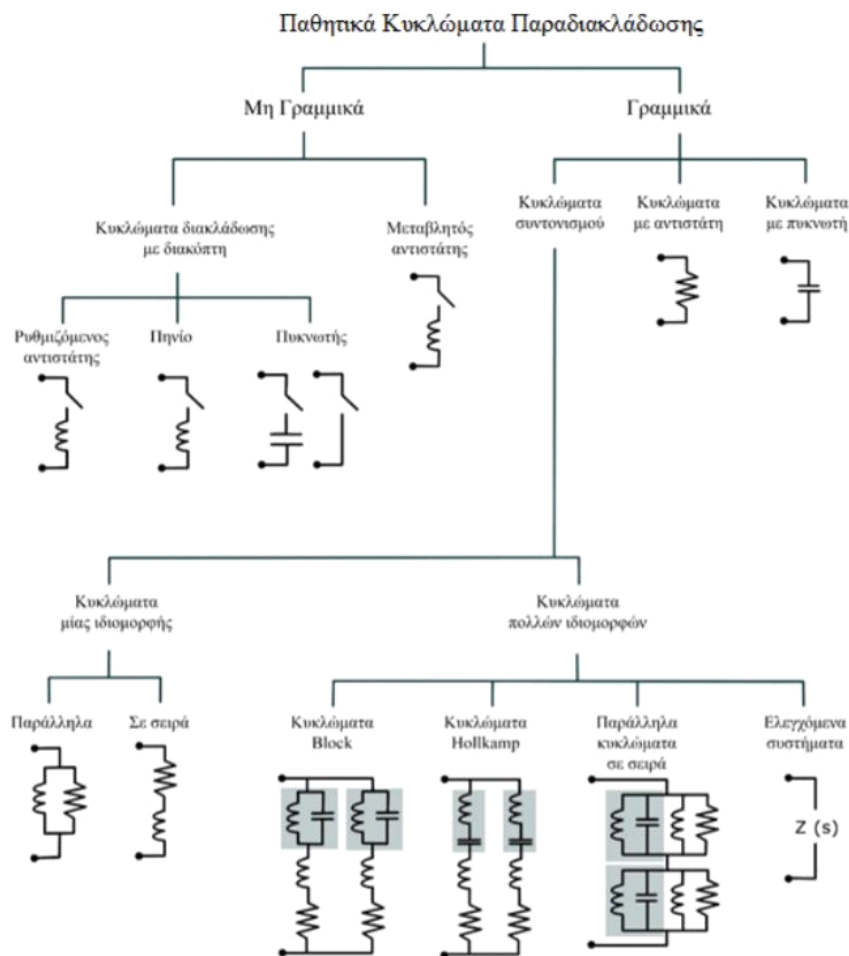 Παθητικά Κυκλώματα Παραδιακλάδωσης
Μη Γραμμικά
Γραμμικά
Κυκλώματα διακλάδωσης
με διακόπτη
Μεταβλητός
αντιστάτης
Κυκλώματα
συντονισμού
Κυκλώματα
με αντιστάτη
Κυκλώματα
με πυκνωτή
Ρυθμιζόμενος
αντιστάτης
Πηνίο
Πυκνωτής
Κυκλώματα
μίας ιδιομορφής
Κυκλώματα
πολλών ιδιομορφών
Παράλληλα
Σε σειρά
Κυκλώματα
Block
Κυκλώματα
Hollkamp
Παράλληλα
κυκλώματα
σε σειρά
Ελεγχόμενα
συστήματα
Z (s)